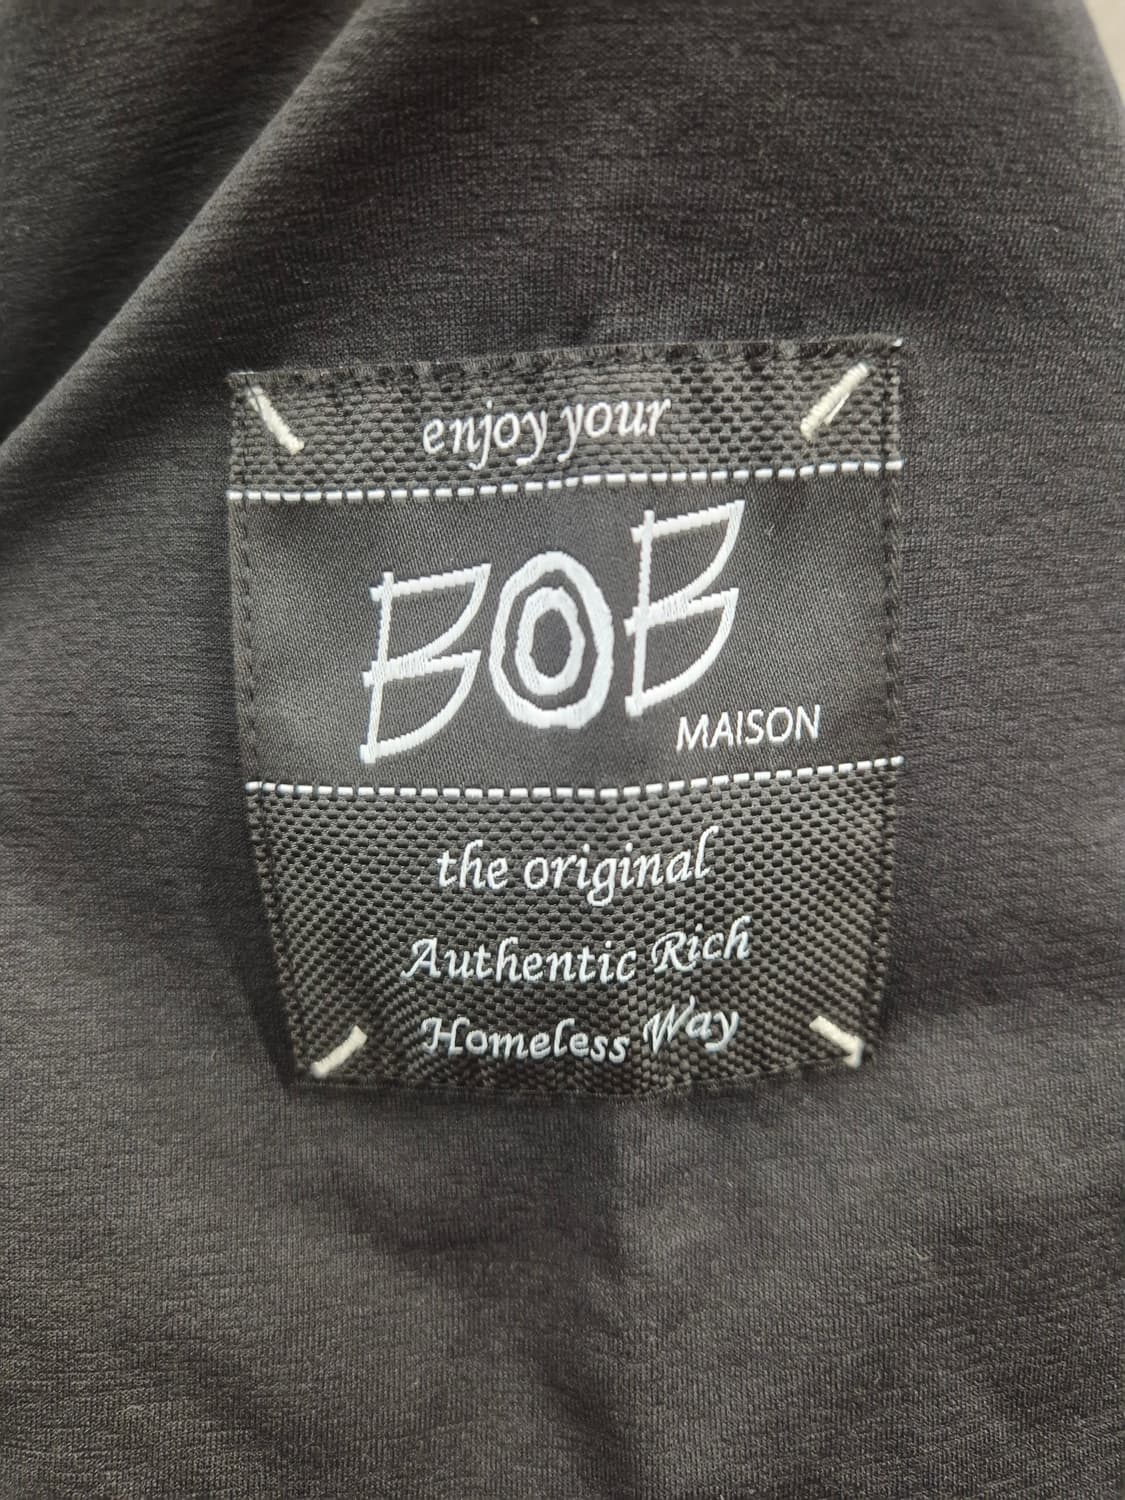 enjoy your
BOB
MAISON
the original
Authentic Rich
Homeless Way